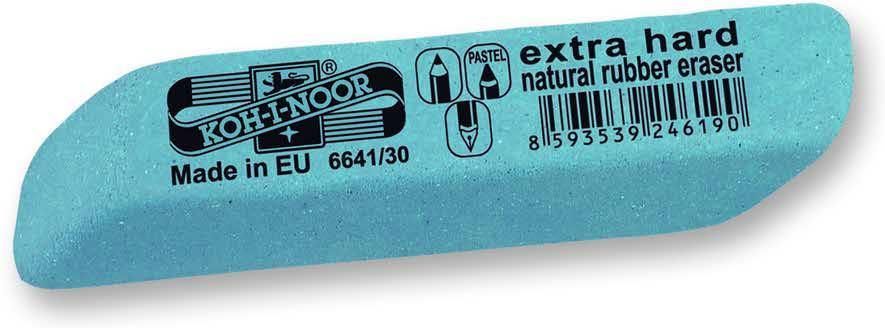 KOH-I-NOOR®
Made in EU 6641/30
PASTEL
extra hard
natural rubber eraser
8 593539 246190